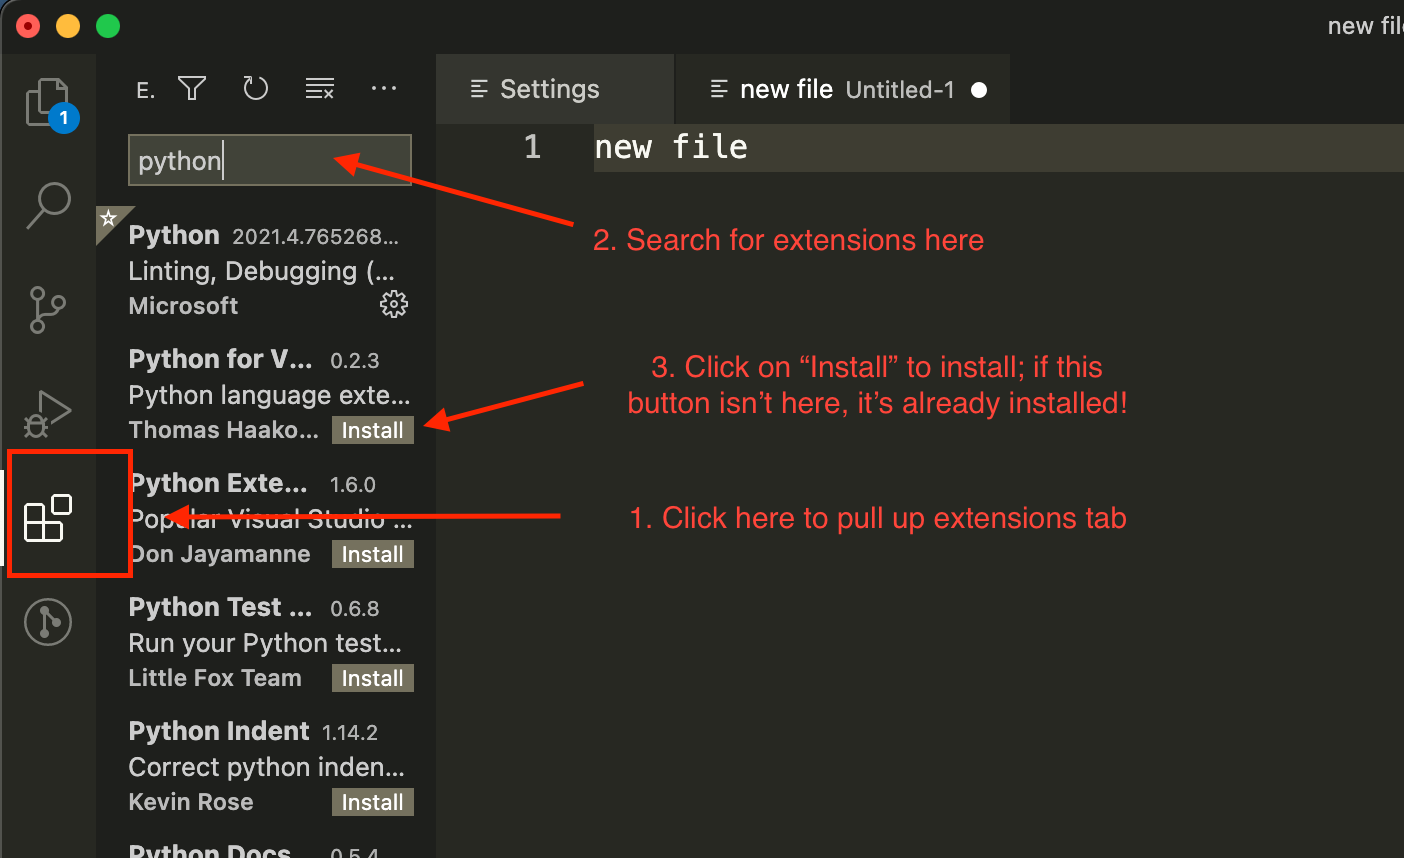 new
1
E.
Settings
new file Untitled-1
python
1 new file
2. Search for extensions here
Python 2021.4.765268...
Linting, Debugging (...
Microsoft
Python for V... 0.2.3
Python language exte...
Thomas Haako... Install
3. Click on “Install” to install; if this
button isn’t here, it’s already installed!
Python Exte... 1.6.0
Popular Visual Studio ...
Don Jayamanne Install
1. Click here to pull up extensions tab
Python Test ... 0.6.8
Run your Python test...
Little Fox Team Install
Python Indent 1.14.2
Correct python inden...
Kevin Rose Install
Python Docs 0.5.4